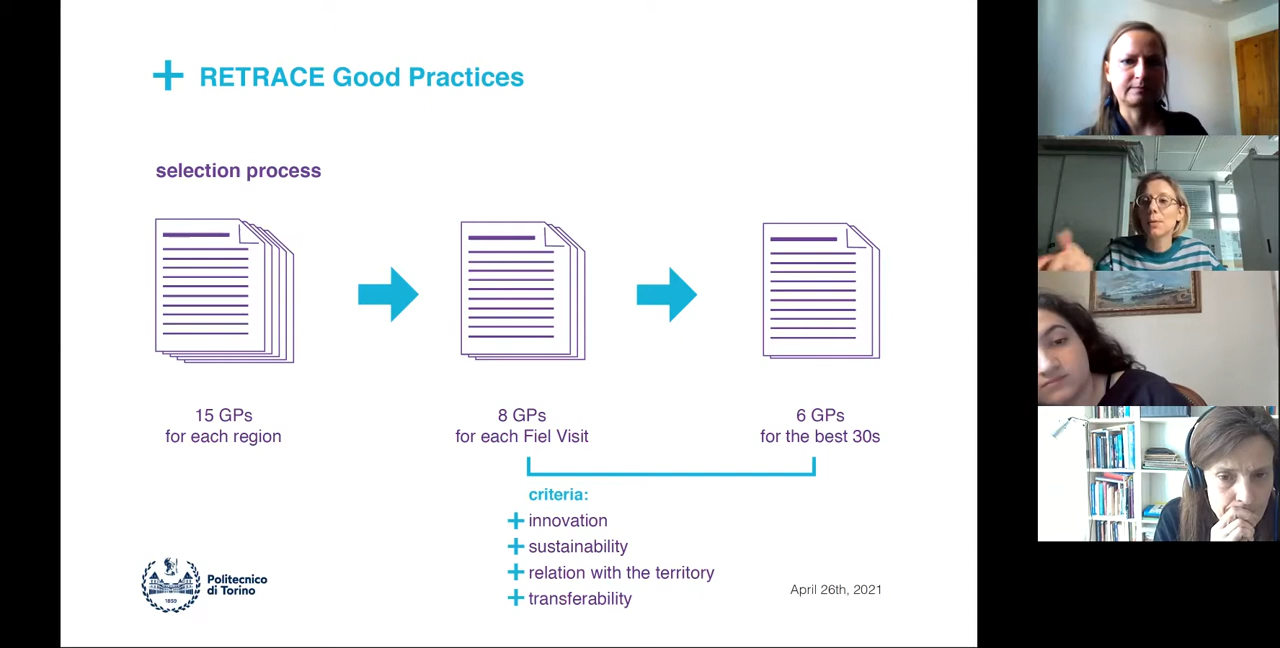 RETRACE Good Practices
selection process
15 GPs
for each region
8 GPs
for each Fiel Visit
6 GPs
for the best 30s
criteria:
innovation
sustainability
relation with the territory
transferability
1859
Politecnico
di Torino
April 26th, 2021